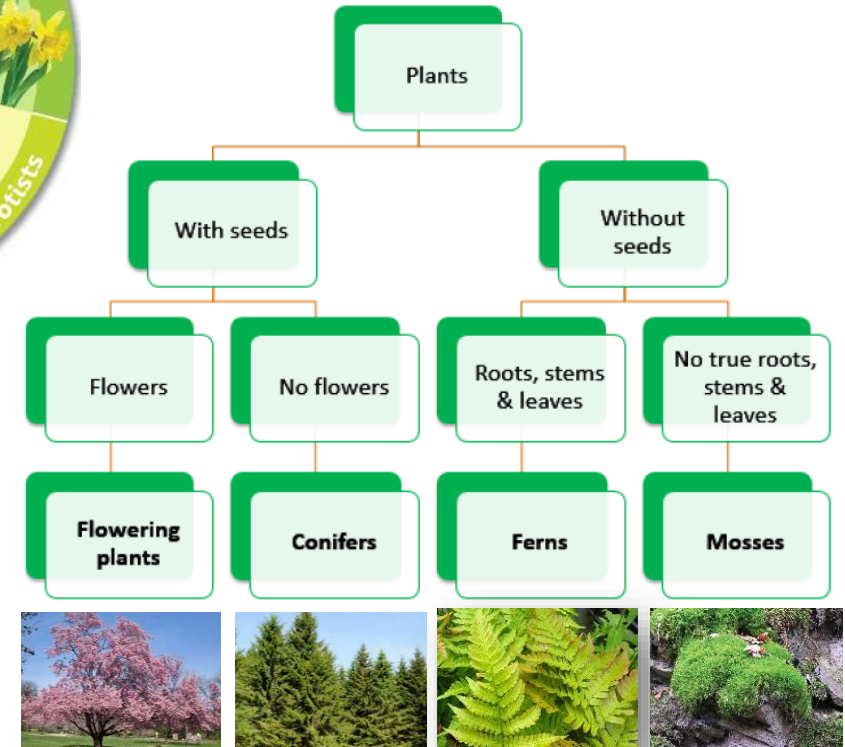 Plants
With seeds
Without
seeds
Flowers
No flowers
Roots, stems
& leaves
No true roots,
stems &
leaves
Flowering
plants
Conifers
Ferns
Mosses